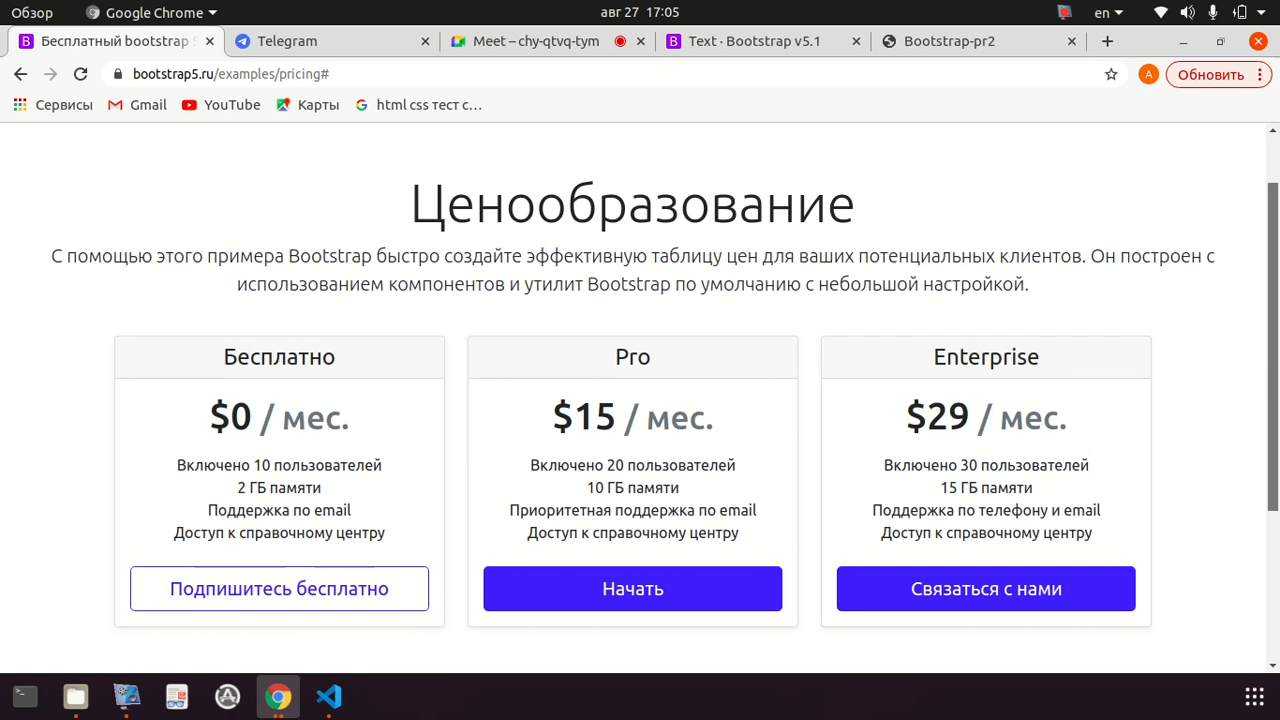 Обзор
Google Chrome
авг 27 17:05
en
Бесплатный bootstrap 5
Telegram
Meet – chy-qtvq-tym
Text · Bootstrap v5.1
Bootstrap-pr2
bootstrap5.ru/examples/pricing#
A
Обновить
Сервисы
Gmail
YouTube
Карты
html css тест с…
Ценообразование
С помощью этого примера Bootstrap быстро создайте эффективную таблицу цен для ваших потенциальных клиентов. Он построен с
использованием компонентов и утилит Bootstrap по умолчанию с небольшой настройкой.
Бесплатно
$0 / мес.
Включено 10 пользователей
2 ГБ памяти
Поддержка по email
Доступ к справочному центру
Подпишитесь бесплатно
Pro
$15 / мес.
Включено 20 пользователей
10 ГБ памяти
Приоритетная поддержка по email
Доступ к справочному центру
Начать
Enterprise
$29 / мес.
Включено 30 пользователей
15 ГБ памяти
Поддержка по телефону и email
Доступ к справочному центру
Связаться с нами